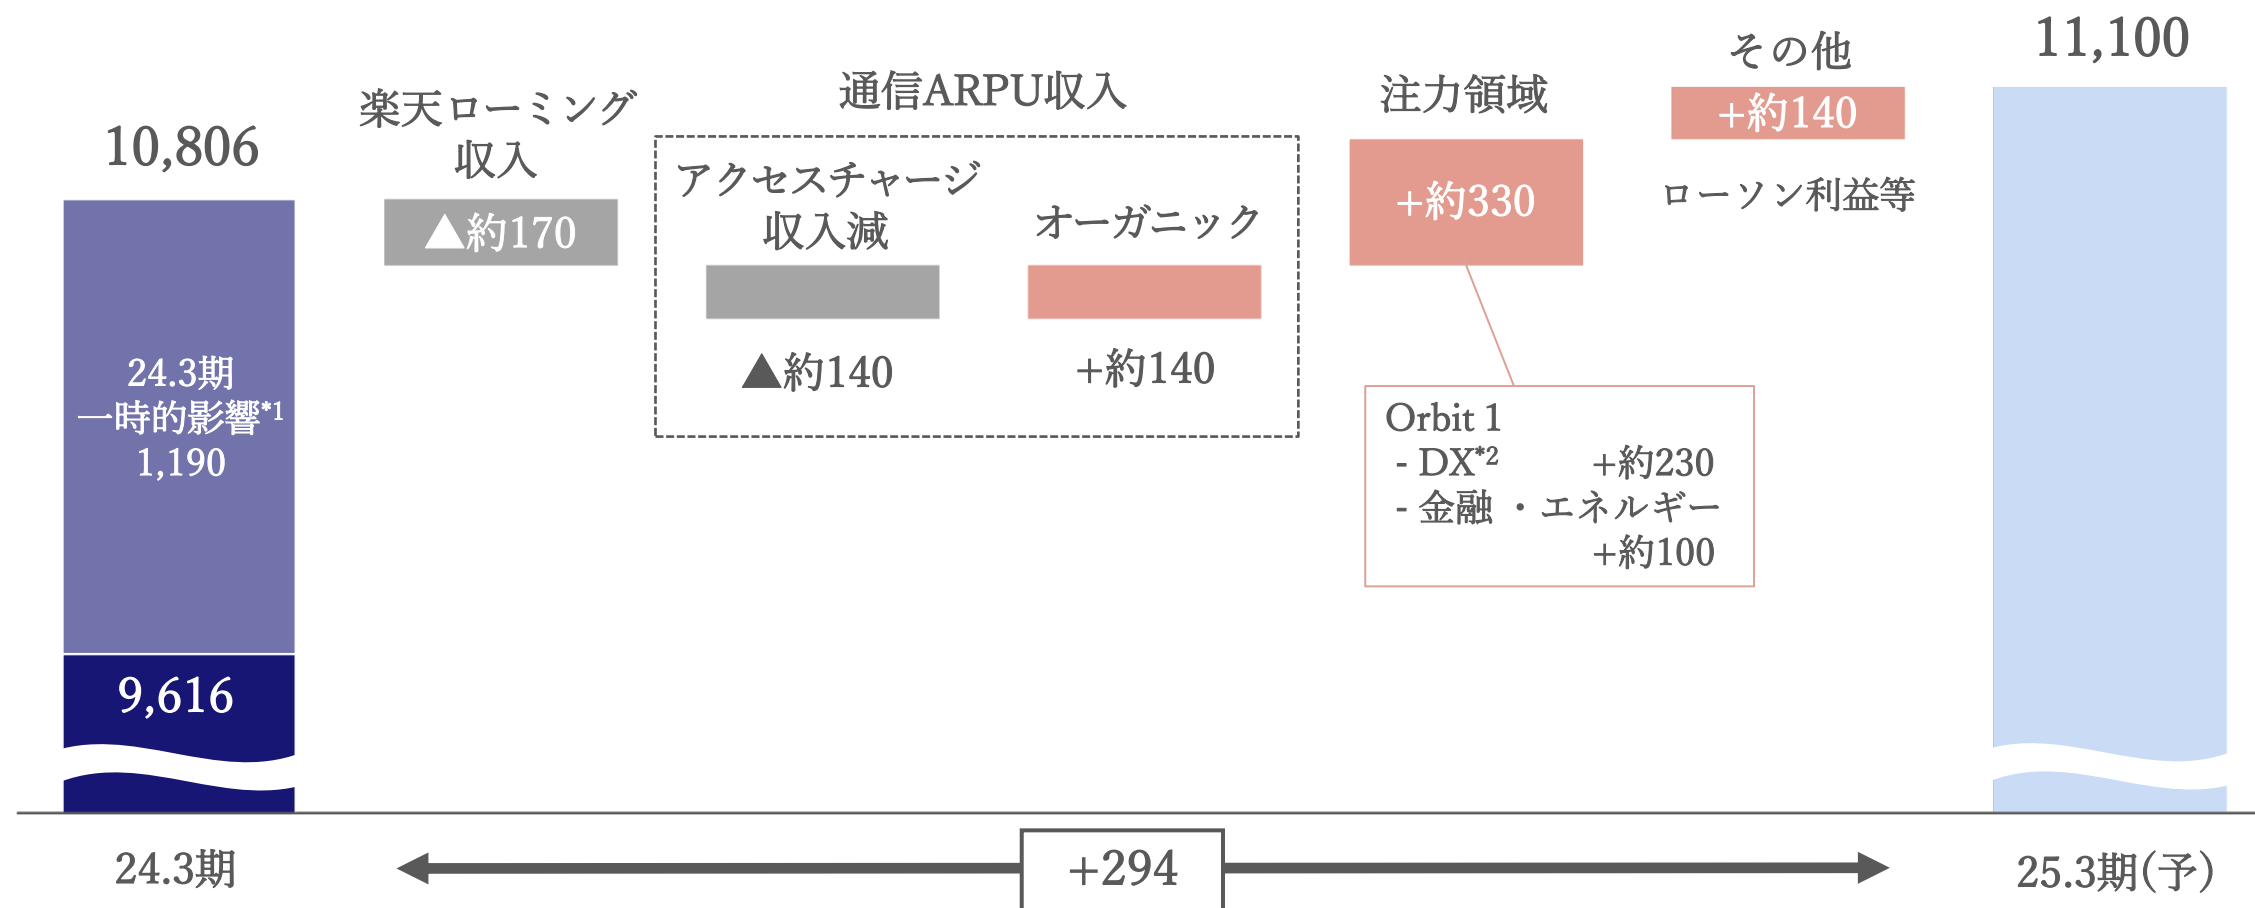 10,806
24.3期
一時的影響*1
1,190
9,616
24.3期
楽天ローミング
収入
▲約170
通信ARPU収入
アクセスチャージ
収入減
▲約140
オーガニック
+約140
注力領域
+約330
Orbit 1
- DX*2 +約230
- 金融・エネルギー
+約100
その他
+約140
ローソン利益等
11,100
25.3期(予)
+294